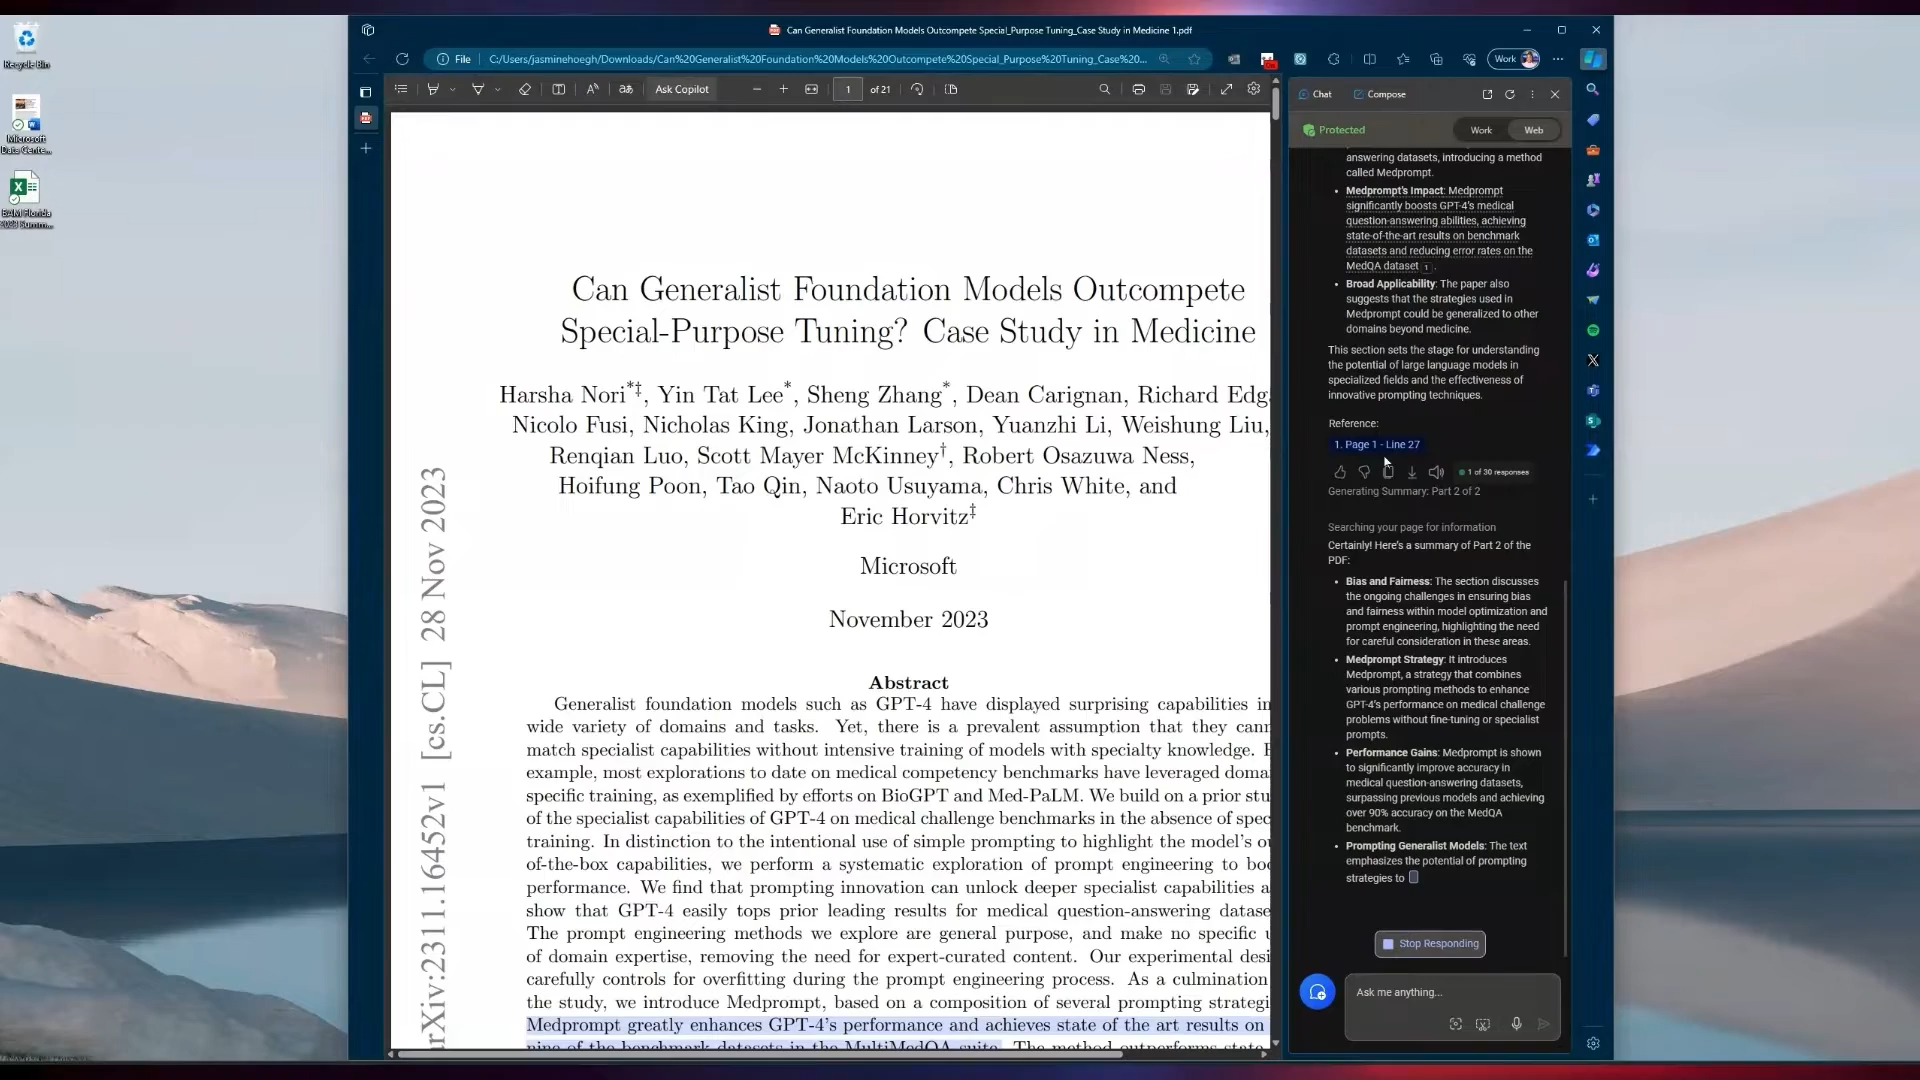 Can Generalist Foundation Models Outcompete Special_Purpose Tuning_Case Study in Medicine 1.pdf
File
C:/Users/jasminehoegh/Downloads/Can%20Generalist%20Foundation%20Models%20Outcompete%20Special_Purpose%20Tuning_Case%20...
Work
Ask Copilot
1
of 21
Recycle Bin
Microsoft
Data Cente...
BAM Florida
2023 Summ...
Can Generalist Foundation Models Outcompete
Special-Purpose Tuning? Case Study in Medicine
Harsha Nori*‡, Yin Tat Lee*, Sheng Zhang*, Dean Carignan, Richard Edg
Nicolo Fusi, Nicholas King, Jonathan Larson, Yuanzhi Li, Weishung Liu,
Renqian Luo, Scott Mayer McKinney†, Robert Osazuwa Ness,
Hoifung Poon, Tao Qin, Naoto Usuyama, Chris White, and
Eric Horvitz‡
Microsoft
November 2023
arXiv:2311.16452v1 [cs.CL] 28 Nov 2023
Abstract
Generalist foundation models such as GPT-4 have displayed surprising capabilities in
wide variety of domains and tasks. Yet, there is a prevalent assumption that they cann
match specialist capabilities without intensive training of models with specialty knowledge.
example, most explorations to date on medical competency benchmarks have leveraged doma
specific training, as exemplified by efforts on BioGPT and Med-PaLM. We build on a prior stu
of the specialist capabilities of GPT-4 on medical challenge benchmarks in the absence of spec
training. In distinction to the intentional use of simple prompting to highlight the model's o
of-the-box capabilities, we perform a systematic exploration of prompt engineering to boo
performance. We find that prompting innovation can unlock deeper specialist capabilities a
show that GPT-4 easily tops prior leading results for medical question-answering datase
The prompt engineering methods we explore are general purpose, and make no specific u
of domain expertise, removing the need for expert-curated content. Our experimental desi
carefully controls for overfitting during the prompt engineering process. As a culmination
the study, we introduce Medprompt, based on a composition of several prompting strategi
Medprompt greatly enhances GPT-4's performance and achieves state of the art results on
nine of the benchmark datasets in the MultiMedQA suite. The method outperforms state
Chat
Compose
Protected
Work
Web
answering datasets, introducing a method
called Medprompt.
• Medprompt's Impact: Medprompt
significantly boosts GPT-4's medical
question-answering abilities, achieving
state-of-the-art results on benchmark
datasets and reducing error rates on the
MedQA dataset 1 .
• Broad Applicability: The paper also
suggests that the strategies used in
Medprompt could be generalized to other
domains beyond medicine.
This section sets the stage for understanding
the potential of large language models in
specialized fields and the effectiveness of
innovative prompting techniques.
Reference:
1. Page 1 - Line 27
1 of 30 responses
Generating Summary: Part 2 of 2
Searching your page for information
Certainly! Here's a summary of Part 2 of the
PDF:
• Bias and Fairness: The section discusses
the ongoing challenges in ensuring bias
and fairness within model optimization and
prompt engineering, highlighting the need
for careful consideration in these areas.
• Medprompt Strategy: It introduces
Medprompt, a strategy that combines
various prompting methods to enhance
GPT-4's performance on medical challenge
problems without fine-tuning or specialist
prompts.
• Performance Gains: Medprompt is shown
to significantly improve accuracy in
medical question-answering datasets,
surpassing previous models and achieving
over 90% accuracy on the MedQA
benchmark.
• Prompting Generalist Models: The text
emphasizes the potential of prompting
strategies to
Stop Responding
Ask me anything...